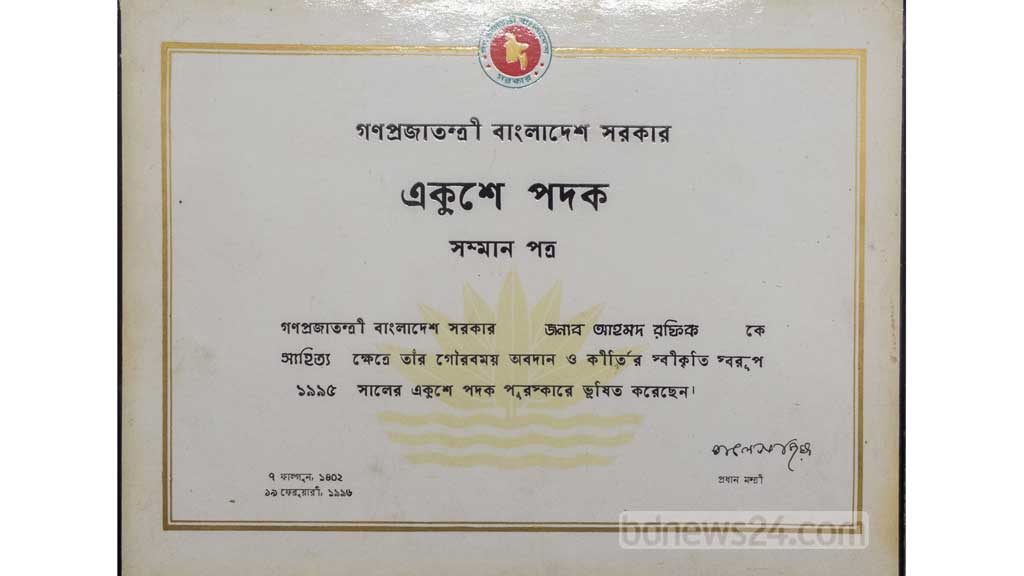 গণপ্রজাতন্ত্রী বাংলাদেশ সরকার
গণপ্রজাতন্ত্রী বাংলাদেশ সরকার
একুশে পদক
সম্মান পত্র
গণপ্রজাতন্ত্রী বাংলাদেশ সরকার জনাব আহমদ রফিক কে
সাহিত্য ক্ষেত্রে তাঁর গৌরবময় অবদান ও কীর্তির স্বীকৃতি স্বরূপ
১৯৯৫ সালের একুশে পদক পুরস্কারে ভূষিত করেছেন।
প্রধান মন্ত্রী
৭ ফাল্গুন, ১৪০২
১৯ ফেব্রুয়ারী, ১৯৯৬
bdnews24.com